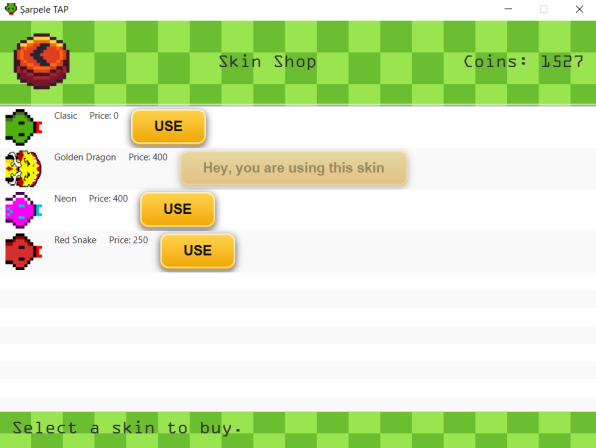 Șarpele TAP
Skin Shop Coins: 1527
Clasic Price: 0 USE
Golden Dragon Price: 400 Hey, you are using this skin
Neon Price: 400 USE
Red Snake Price: 250 USE
Select a skin to buy.